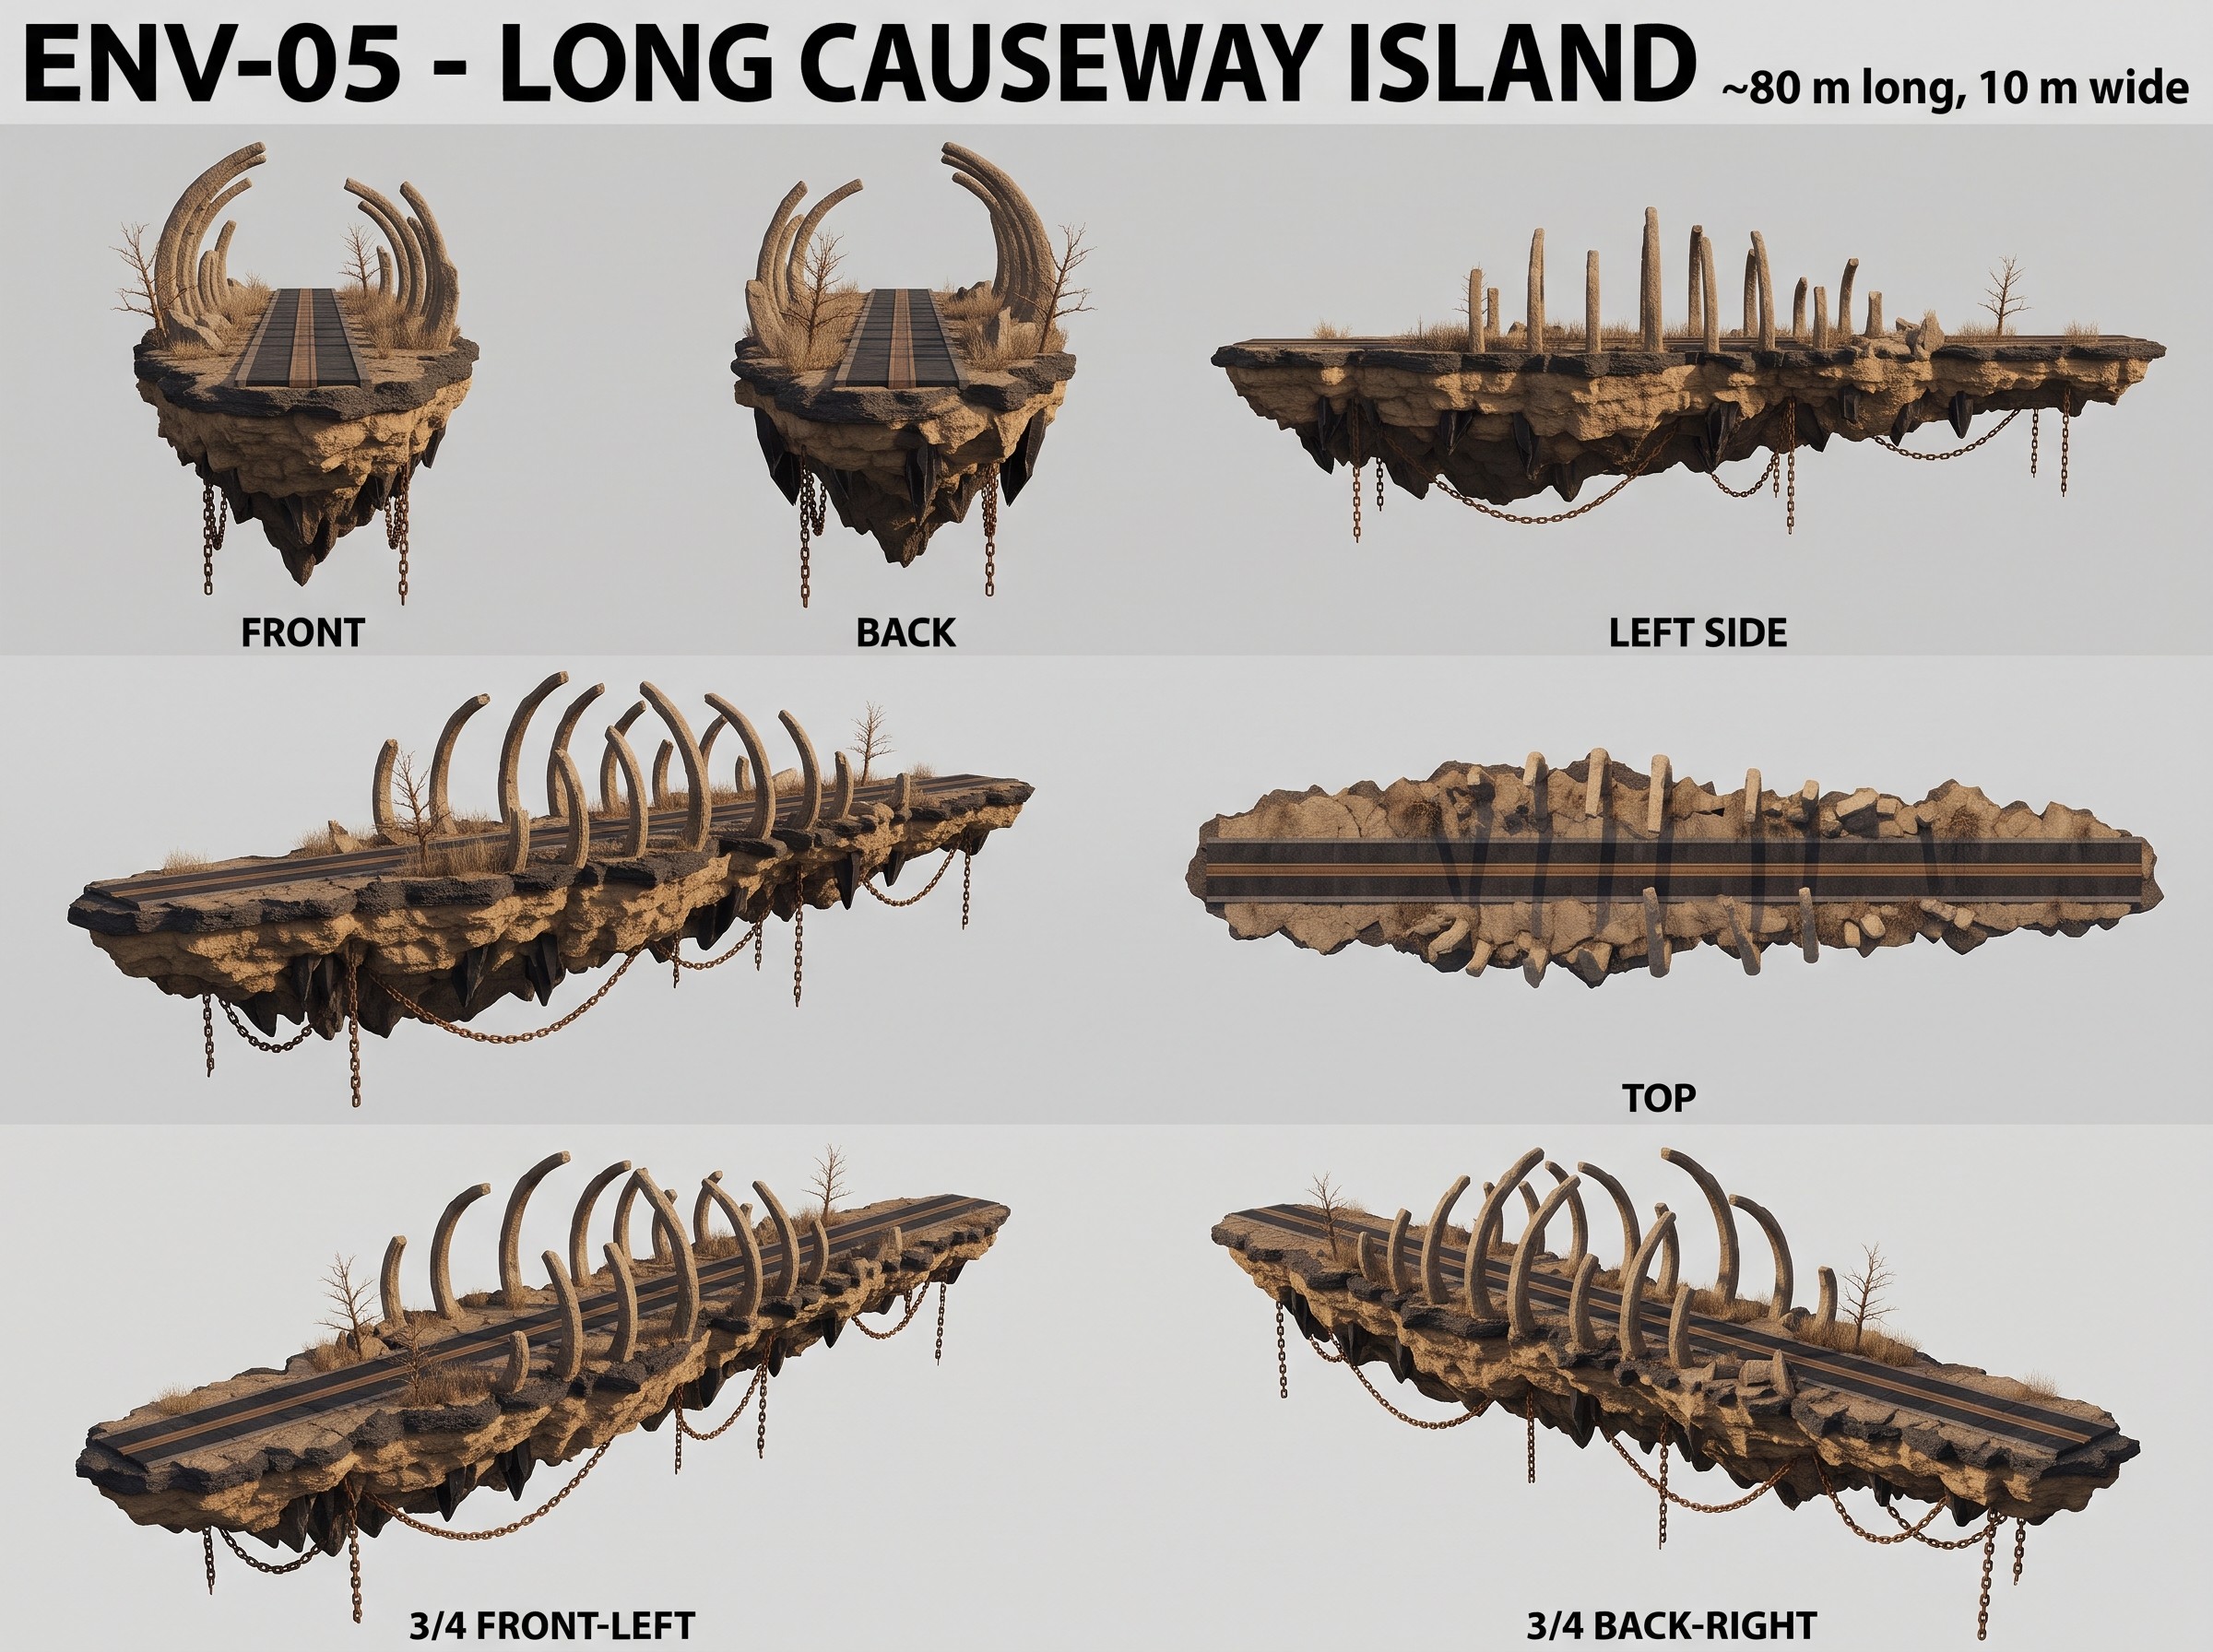 ENV-05 - LONG CAUSEWAY ISLAND ~80 m long, 10 m wide
FRONT
BACK
LEFT SIDE
TOP
3/4 FRONT-LEFT
3/4 BACK-RIGHT